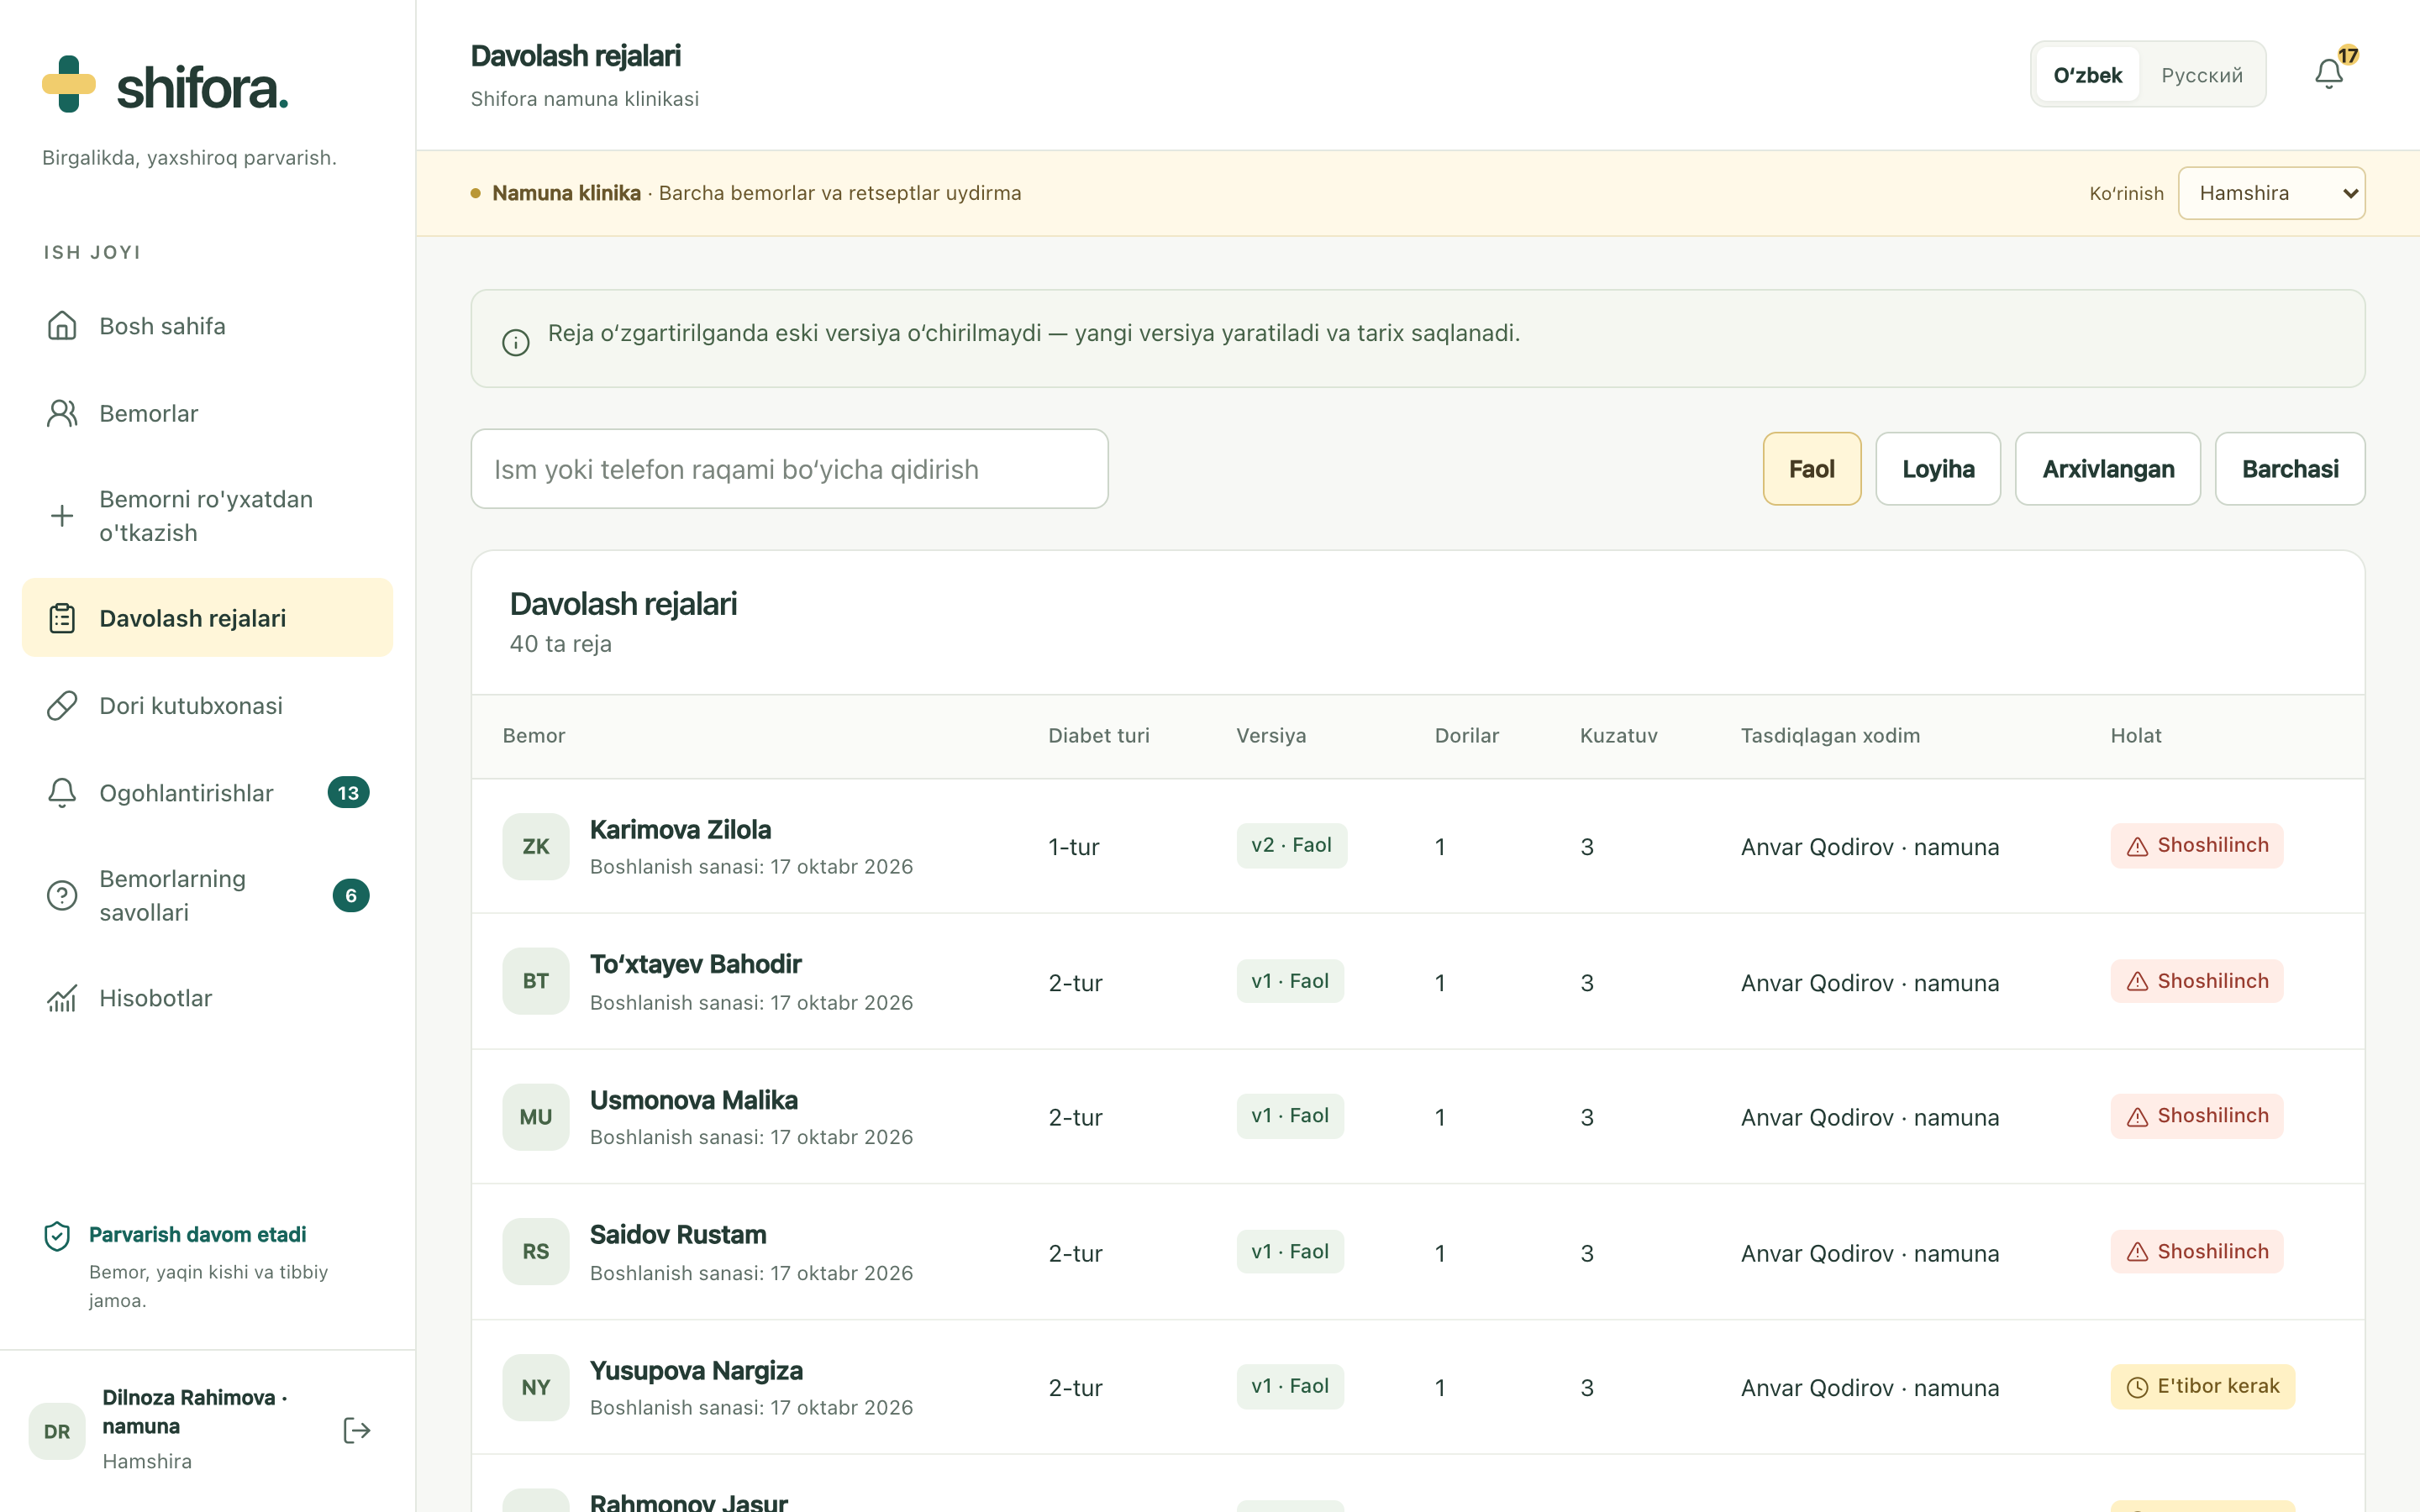 shifora.
Birgalikda, yaxshiroq parvarish.
ISH JOYI
Bosh sahifa
Bemorlar
Bemorni ro'yxatdan
o'tkazish
Davolash rejalari
Dori kutubxonasi
Ogohlantirishlar 13
Bemorlarning
savollari 6
Hisobotlar
Parvarish davom etadi
Bemor, yaqin kishi va tibbiy
jamoa.
DR
Dilnoza Rahimova ·
namuna
Hamshira
Davolash rejalari
Shifora namuna klinikasi
Oʻzbek Русский
17
Namuna klinika · Barcha bemorlar va retseptlar uydirma
Koʻrinish Hamshira
Reja oʻzgartirilganda eski versiya oʻchirilmaydi — yangi versiya yaratiladi va tarix saqlanadi.
Ism yoki telefon raqami boʻyicha qidirish
Faol Loyiha Arxivlangan Barchasi
Davolash rejalari
40 ta reja
Bemor Diabet turi Versiya Dorilar Kuzatuv Tasdiqlagan xodim Holat
ZK Karimova Zilola 1-tur v2 · Faol 1 3 Anvar Qodirov · namuna Shoshilinch
Boshlanish sanasi: 17 oktabr 2026
BT Toʻxtayev Bahodir 2-tur v1 · Faol 1 3 Anvar Qodirov · namuna Shoshilinch
Boshlanish sanasi: 17 oktabr 2026
MU Usmonova Malika 2-tur v1 · Faol 1 3 Anvar Qodirov · namuna Shoshilinch
Boshlanish sanasi: 17 oktabr 2026
RS Saidov Rustam 2-tur v1 · Faol 1 3 Anvar Qodirov · namuna Shoshilinch
Boshlanish sanasi: 17 oktabr 2026
NY Yusupova Nargiza 2-tur v1 · Faol 1 3 Anvar Qodirov · namuna E'tibor kerak
Boshlanish sanasi: 17 oktabr 2026
Rahmonov Jasur